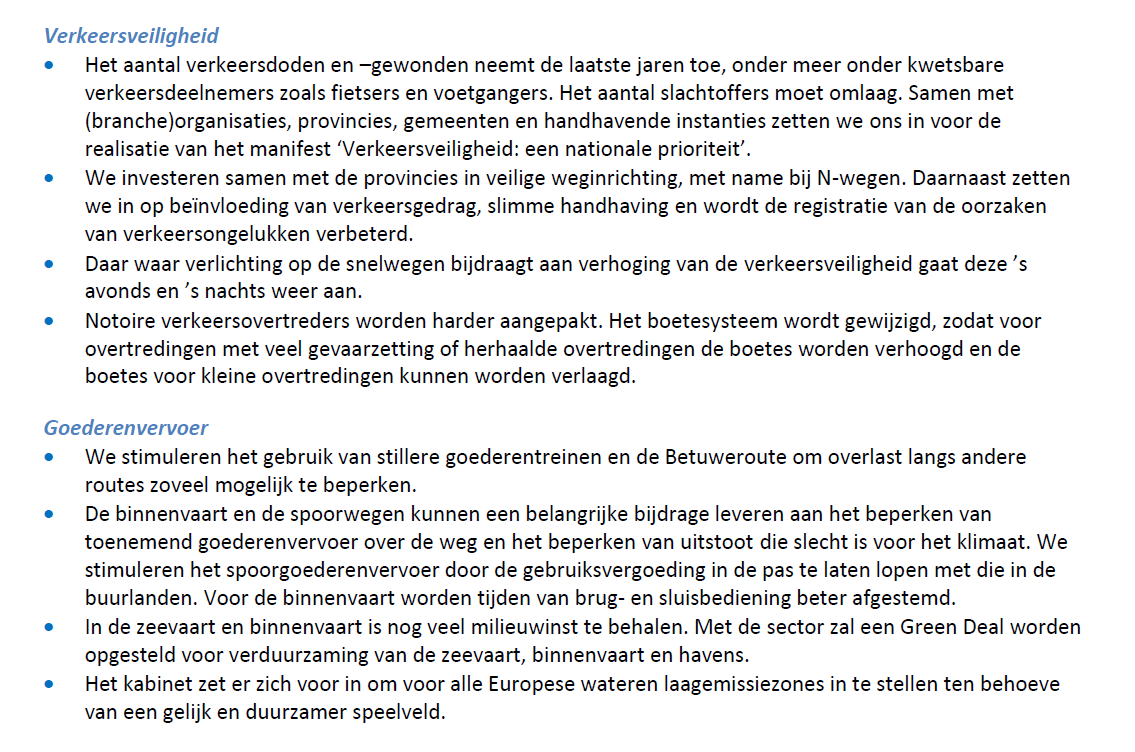 Verkeersveiligheid
• Het aantal verkeersdoden en –gewonden neemt de laatste jaren toe, onder meer onder kwetsbare
verkeersdeelnemers zoals fietsers en voetgangers. Het aantal slachtoffers moet omlaag. Samen met
(branche)organisaties, provincies, gemeenten en handhavende instanties zetten we ons in voor de
realisatie van het manifest ‘Verkeersveiligheid: een nationale prioriteit’.
• We investeren samen met de provincies in veilige weginrichting, met name bij N-wegen. Daarnaast zetten
we in op beïnvloeding van verkeersgedrag, slimme handhaving en wordt de registratie van de oorzaken
van verkeersongelukken verbeterd.
• Daar waar verlichting op de snelwegen bijdraagt aan verhoging van de verkeersveiligheid gaat deze ’s
avonds en ’s nachts weer aan.
• Notoire verkeersovertreders worden harder aangepakt. Het boetesysteem wordt gewijzigd, zodat voor
overtredingen met veel gevaarzetting of herhaalde overtredingen de boetes worden verhoogd en de
boetes voor kleine overtredingen kunnen worden verlaagd.
Goederenvervoer
• We stimuleren het gebruik van stillere goederentreinen en de Betuweroute om overlast langs andere
routes zoveel mogelijk te beperken.
• De binnenvaart en de spoorwegen kunnen een belangrijke bijdrage leveren aan het beperken van
toenemend goederenvervoer over de weg en het beperken van uitstoot die slecht is voor het klimaat. We
stimuleren het spoorgoederenvervoer door de gebruiksvergoeding in de pas te laten lopen met die in de
buurlanden. Voor de binnenvaart worden tijden van brug- en sluisbediening beter afgestemd.
• In de zeevaart en binnenvaart is nog veel milieuwinst te behalen. Met de sector zal een Green Deal worden
opgesteld voor verduurzaming van de zeevaart, binnenvaart en havens.
• Het kabinet zet er zich voor in om voor alle Europese wateren laagemissiezones in te stellen ten behoeve
van een gelijk en duurzamer speelveld.